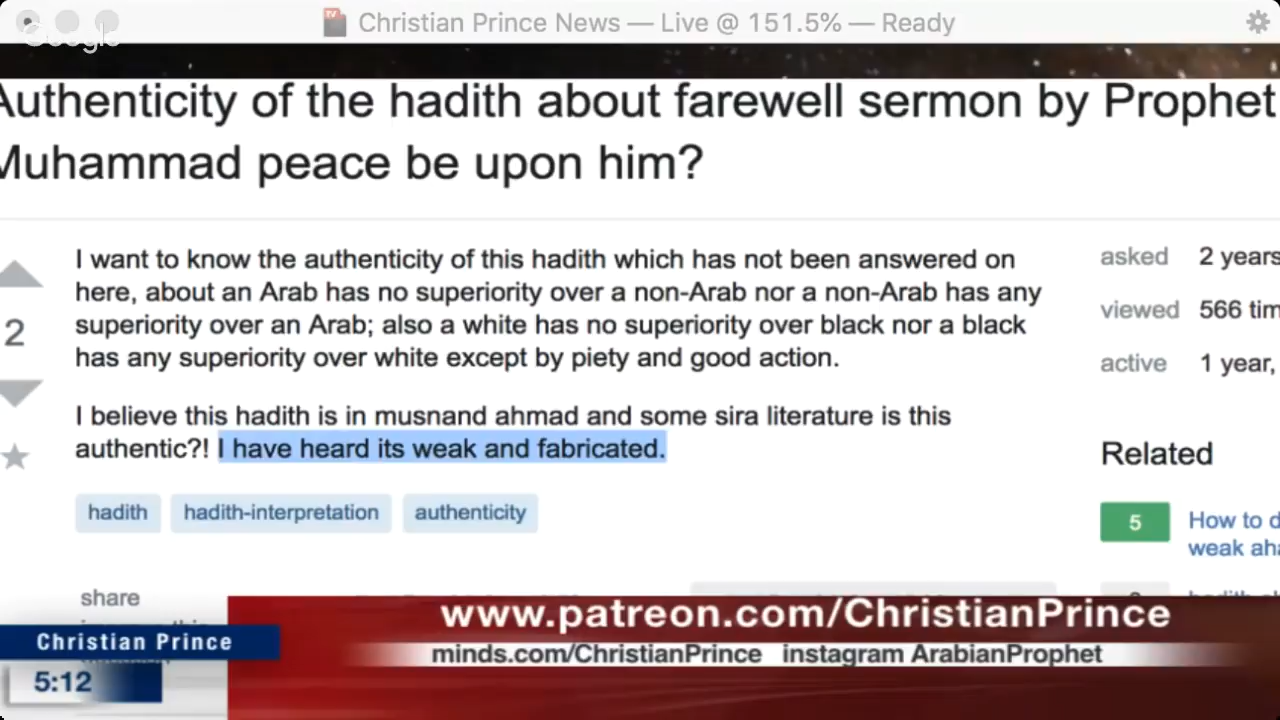 Christian Prince News — Live @ 151.5% — Ready
Google
Authenticity of the hadith about farewell sermon by Prophet
Muhammad peace be upon him?
I want to know the authenticity of this hadith which has not been answered on
here, about an Arab has no superiority over a non-Arab nor a non-Arab has any
superiority over an Arab; also a white has no superiority over black nor a black
has any superiority over white except by piety and good action.
2
I believe this hadith is in musnand ahmad and some sira literature is this
authentic?! I have heard its weak and fabricated.
hadith hadith-interpretation authenticity
share
asked 2 years
viewed 566 tim
active 1 year,
Related
5 How to d
weak aha
www.patreon.com/ChristianPrince
minds.com/ChristianPrince instagram ArabianProphet
Christian Prince
5:12